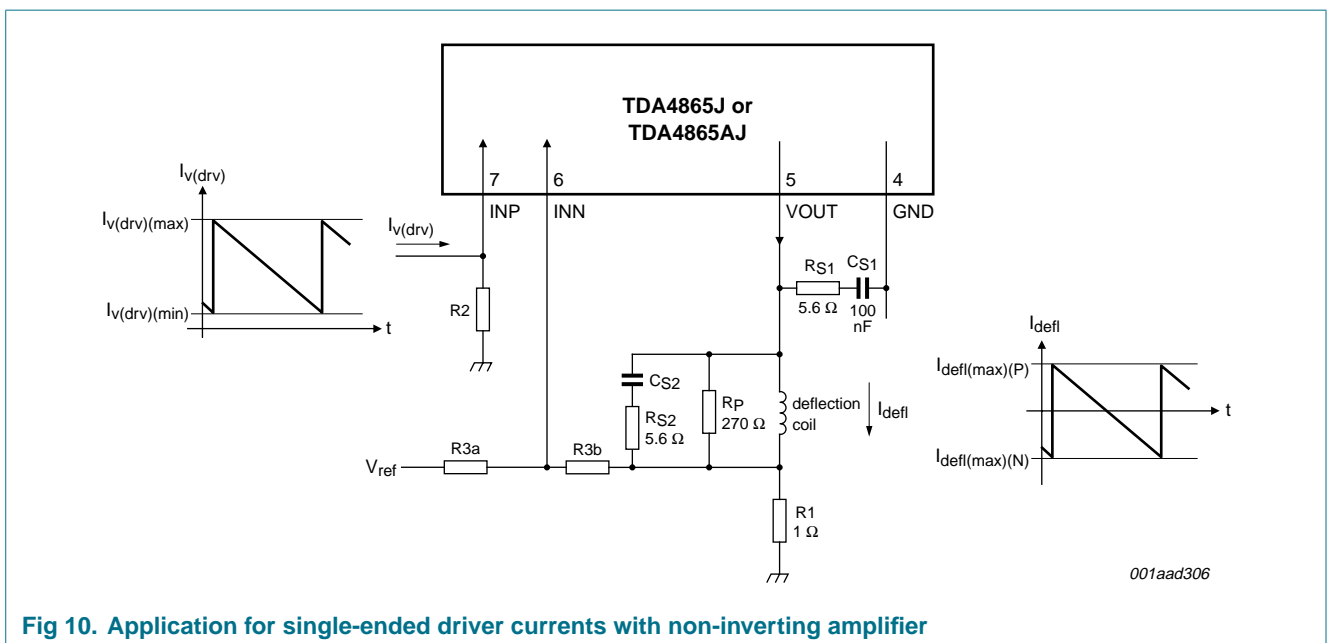 TDA4865J or
TDA4865AJ
7
6
5
4
INP
INN
VOUT
GND
Iv(drv)
Iv(drv)(max)
Iv(drv)(min)
t
Iv(drv)
R2
RS1
5.6 Ω
CS1
100
nF
CS2
RS2
5.6 Ω
RP
270 Ω
deflection
coil
Idefl
Vref
R3a
R3b
R1
1 Ω
Idefl
Idefl(max)(P)
Idefl(max)(N)
t
001aad306
Fig 10. Application for single-ended driver currents with non-inverting amplifier